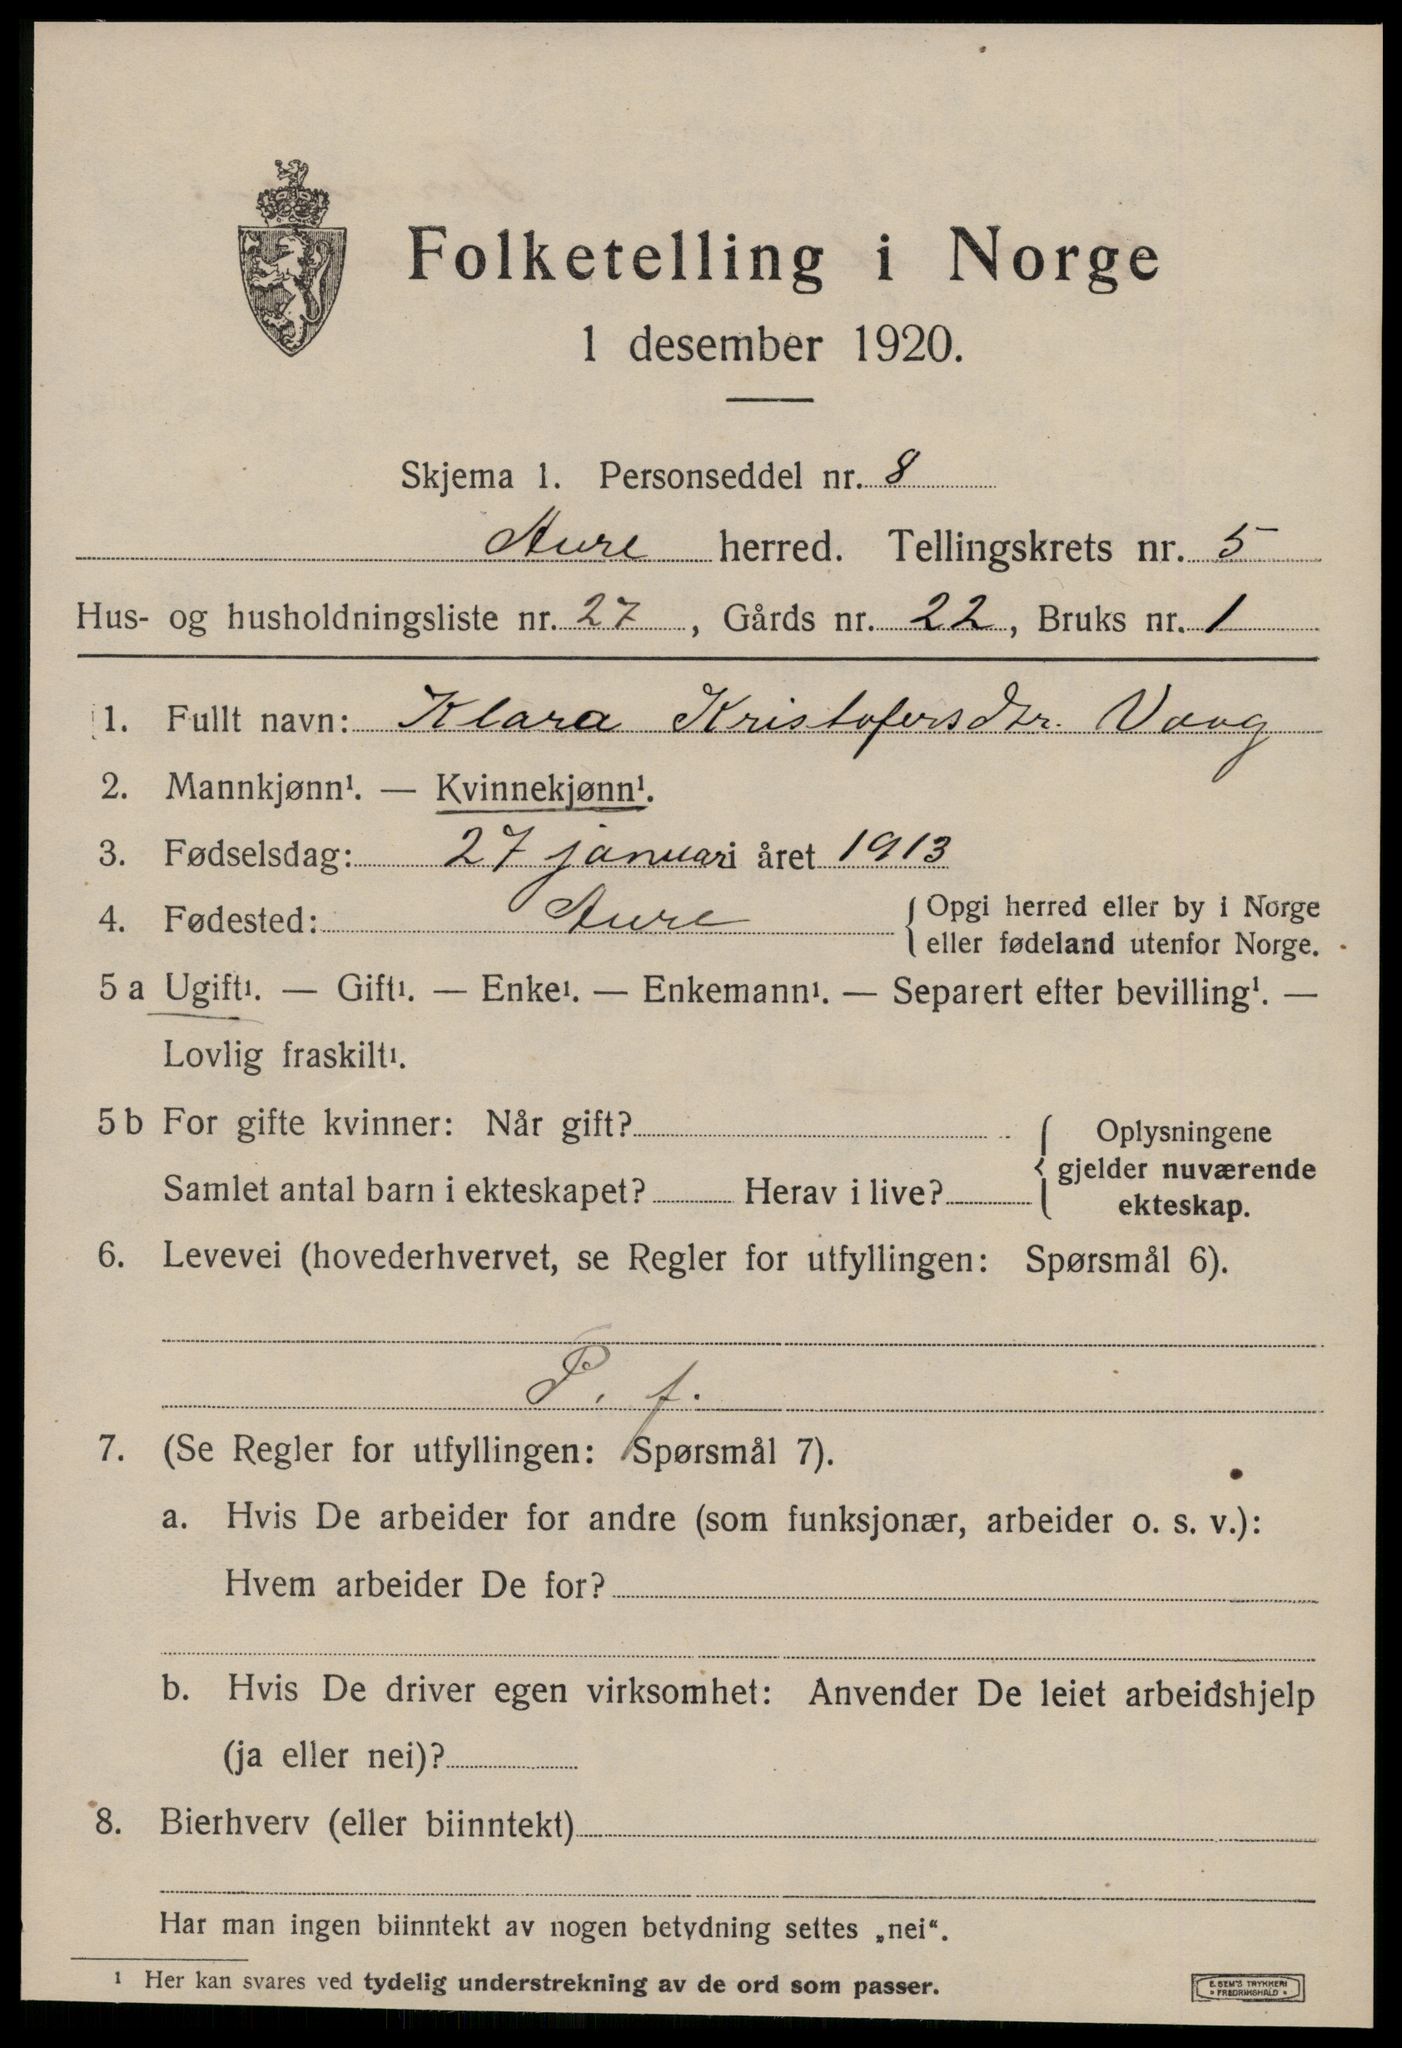 Folketelling i Norge
1 desember 1920.
Skjema 1. Personseddel nr. 8
Aure herred. Tellingskrets nr. 5
Hus- og husholdningsliste nr. 27, Gårds nr. 22, Bruks nr. 1
1. Fullt navn: Klara Kristofersdtr. Vaag
2. Mannkjønn¹. — Kvinnekjønn¹.
3. Fødselsdag: 27 januari året 1913
4. Fødested: Aure { Opgi herred eller by i Norge
eller fødeland utenfor Norge.
5 a Ugift¹. — Gift¹. — Enke¹. — Enkemann¹. — Separert efter bevilling¹. —
Lovlig fraskilt¹.
5 b For gifte kvinner: Når gift? { Oplysningene
gjelder nuværende
Samlet antal barn i ekteskapet? Herav i live?
ekteskap.
6. Levevei (hovederhvervet, se Regler for utfyllingen: Spørsmål 6).
P. f.
7. (Se Regler for utfyllingen: Spørsmål 7).
a. Hvis De arbeider for andre (som funksjonær, arbeider o. s. v.):
Hvem arbeider De for?
b. Hvis De driver egen virksomhet: Anvender De leiet arbeidshjelp
(ja eller nei)?
8. Bierhverv (eller biinntekt)
Har man ingen biinntekt av nogen betydning settes „nei“.
¹ Her kan svares ved tydelig understrekning av de ord som passer.
E. SEM'S TRYKKERI
• FREDRIKSHALD •